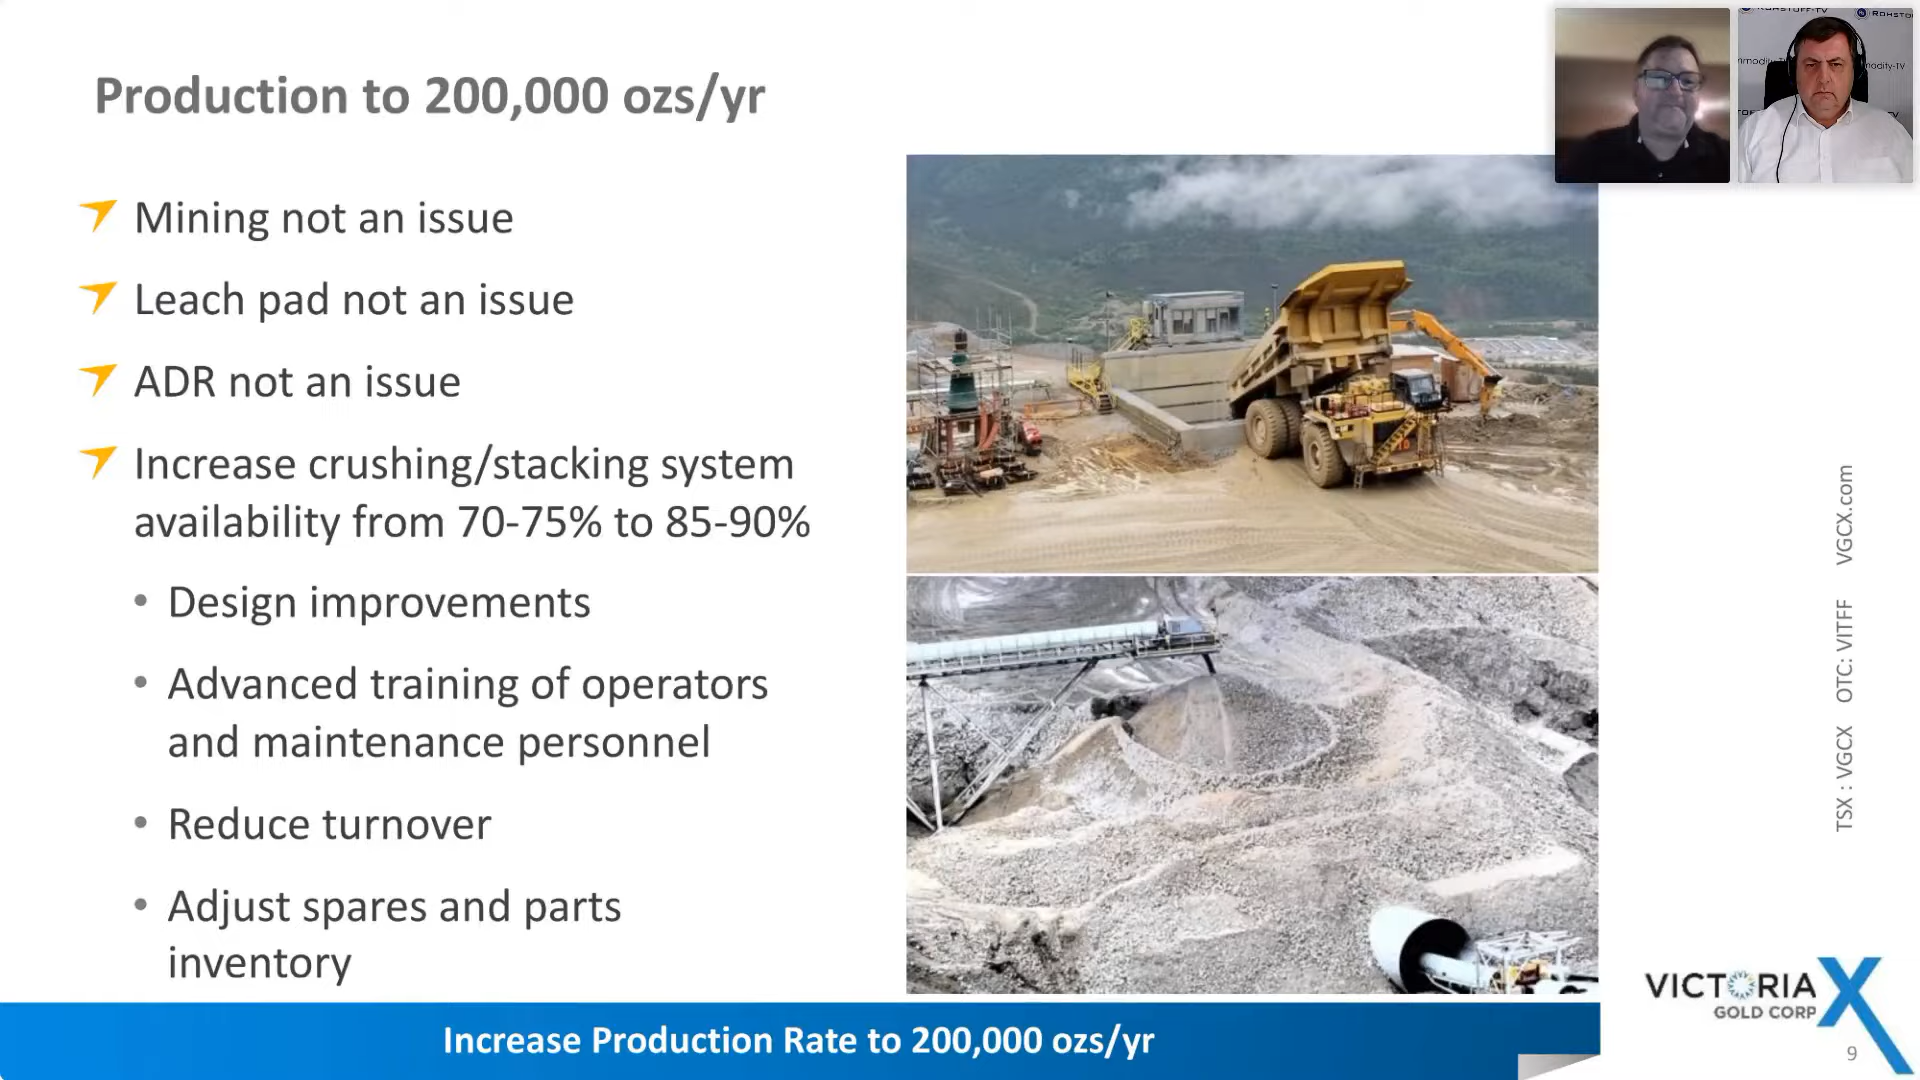 Production to 200,000 ozs/yr
Mining not an issue
Leach pad not an issue
ADR not an issue
Increase crushing/stacking system
availability from 70-75% to 85-90%
• Design improvements
• Advanced training of operators
and maintenance personnel
• Reduce turnover
• Adjust spares and parts
inventory
Increase Production Rate to 200,000 ozs/yr
TSX : VGCX OTC: VITFF VGCX.com
VICTORIA
GOLD CORP
9